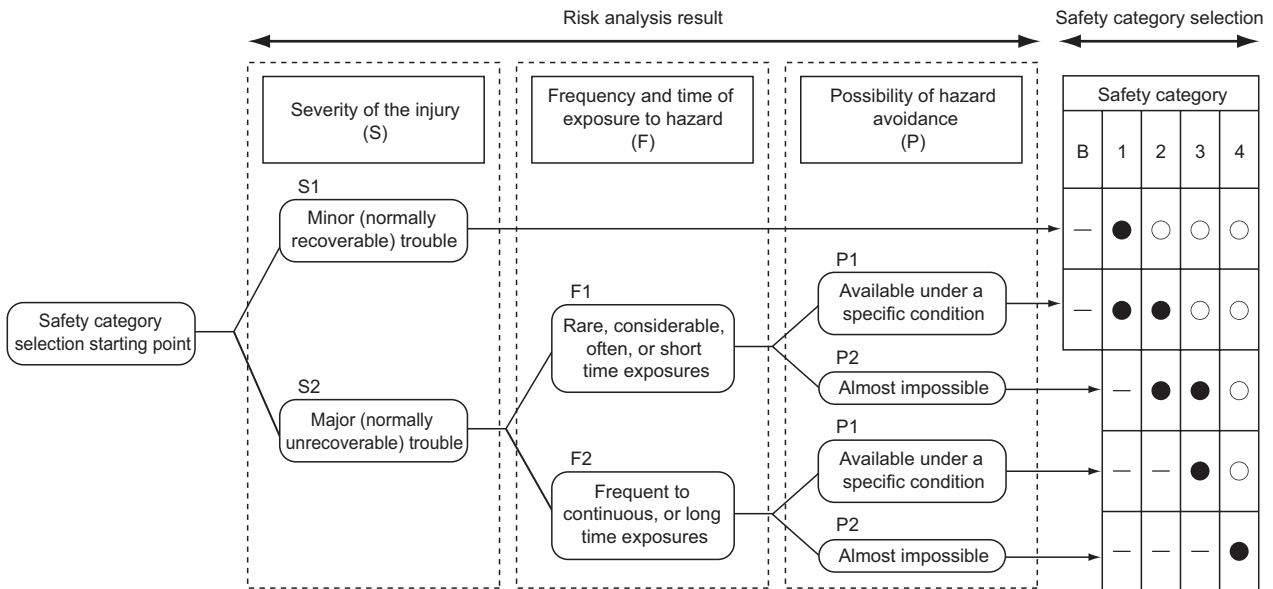 Risk analysis result
Safety category selection
Severity of the injury
(S)
Frequency and time of
exposure to hazard
(F)
Possibility of hazard
avoidance
(P)
Safety category
B 1 2 3 4
S1
Minor (normally
recoverable) trouble
— ● ○ ○ ○
Safety category
selection starting point
F1
Rare, considerable,
often, or short
time exposures
P1
Available under a
specific condition
— ● ● ○ ○
P2
Almost impossible
— ● ● ○
S2
Major (normally
unrecoverable) trouble
F2
Frequent to
continuous, or long
time exposures
P1
Available under a
specific condition
— — ● ○
P2
Almost impossible
— — — ●